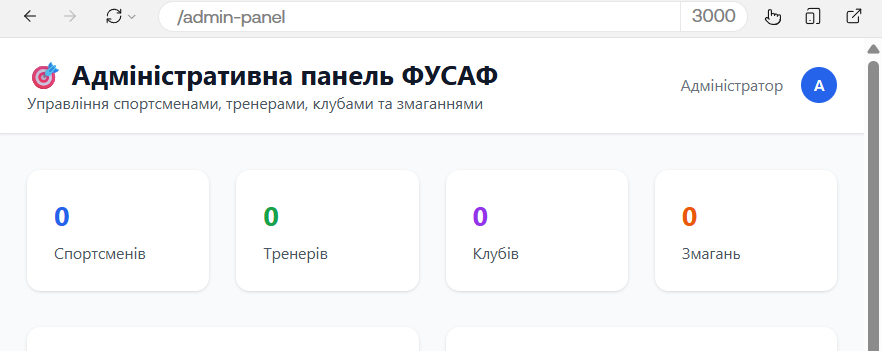 /admin-panel 3000
Адміністративна панель ФУСАФ
Управління спортсменами, тренерами, клубами та змаганнями
Адміністратор A
0 0 0 0
Спортсменів Тренерів Клубів Змагань